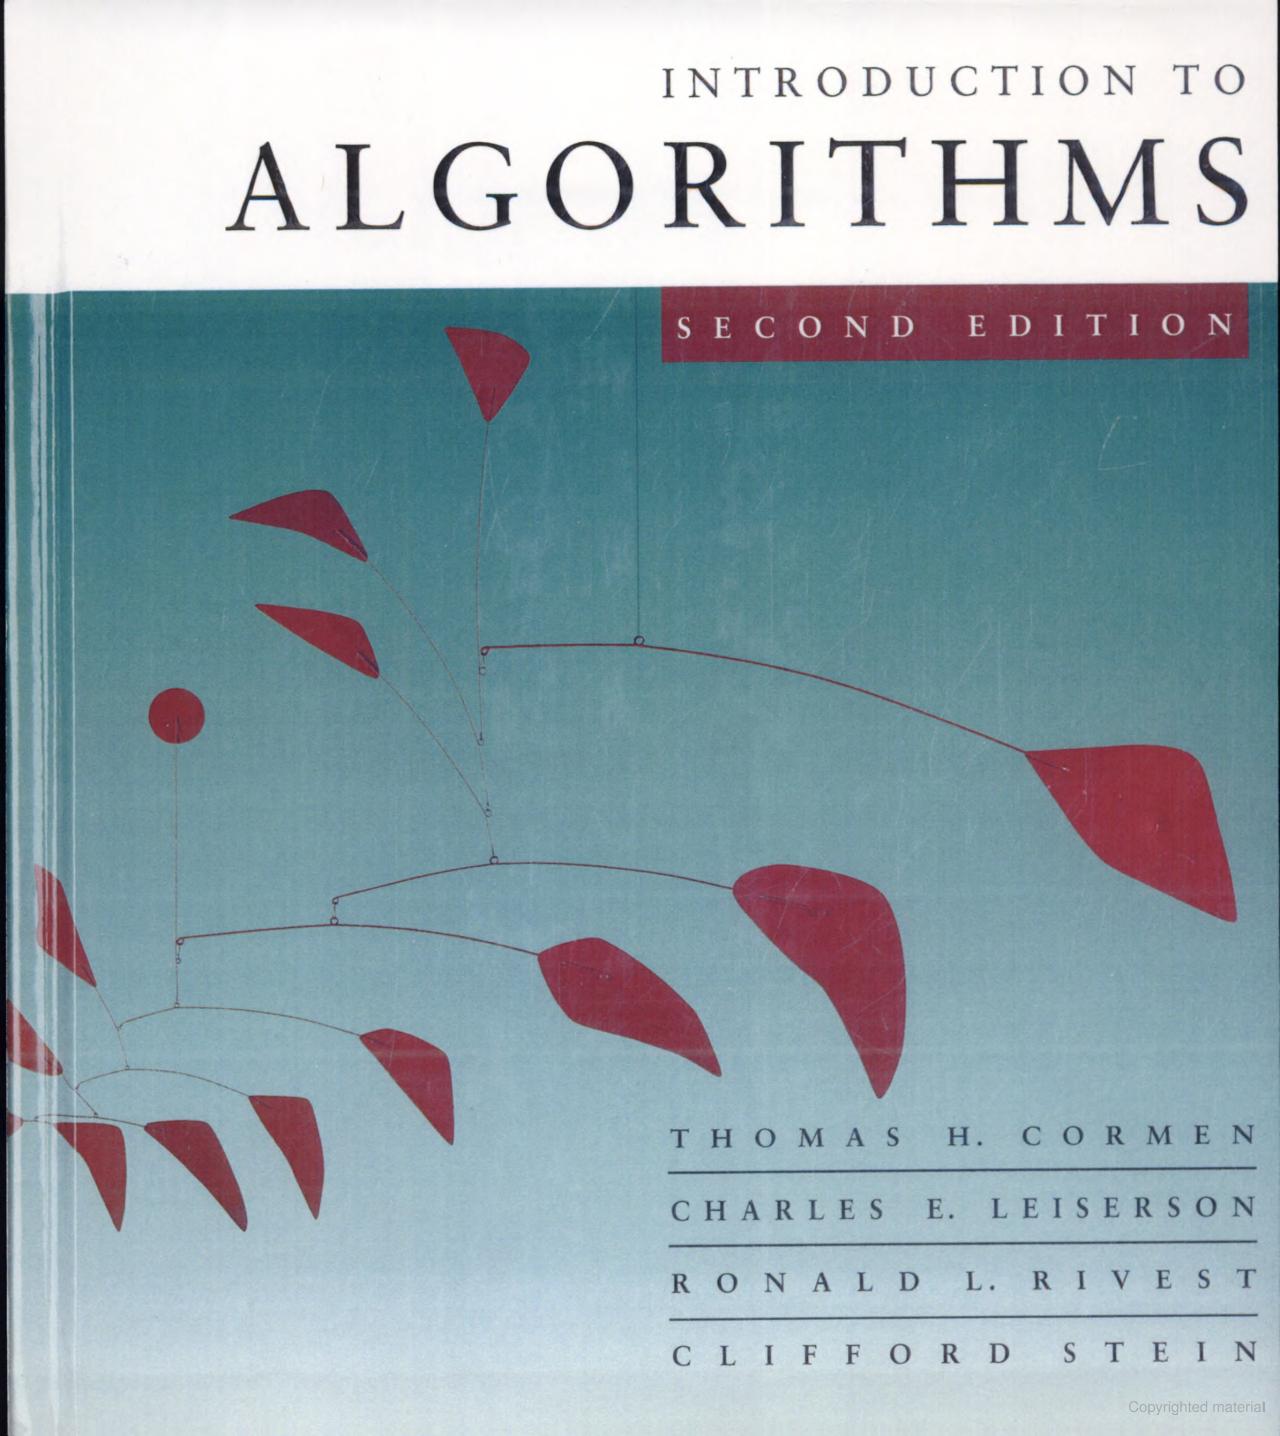 INTRODUCTION TO
ALGORITHMS
SECOND EDITION
THOMAS H. CORMEN
CHARLES E. LEISERSON
RONALD L. RIVEST
CLIFFORD STEIN
Copyrighted material